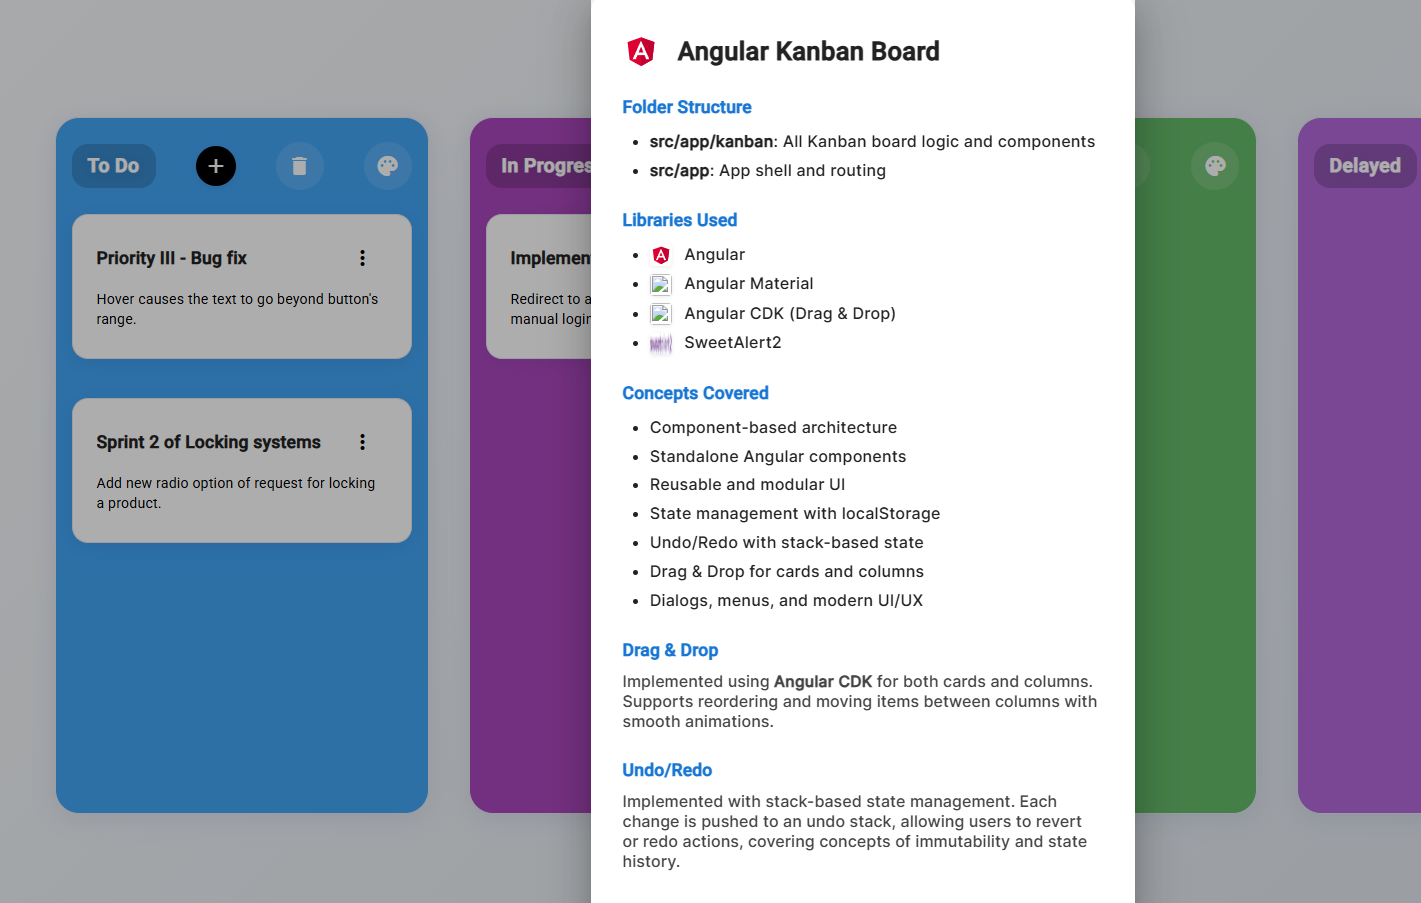 To Do
Priority III - Bug fix
Hover causes the text to go beyond button's
range.
Sprint 2 of Locking systems
Add new radio option of request for locking
a product.
In
Redirect to a
manual
Angular Kanban Board
Folder Structure
src/app/kanban: All Kanban board logic and components
src/app: App shell and routing
Libraries Used
Angular
Angular Material
Angular CDK (Drag & Drop)
SweetAlert2
Concepts Covered
Component-based architecture
Standalone Angular components
Reusable and modular UI
State management with localStorage
Undo/Redo with stack-based state
Drag & Drop for cards and columns
Dialogs, menus, and modern UI/UX
Drag & Drop
Implemented using Angular CDK for both cards and columns.
Supports reordering and moving items between columns with
smooth animations.
Undo/Redo
Implemented with stack-based state management. Each
change is pushed to an undo stack, allowing users to revert
or redo actions, covering concepts of immutability and state
history.
Delayed